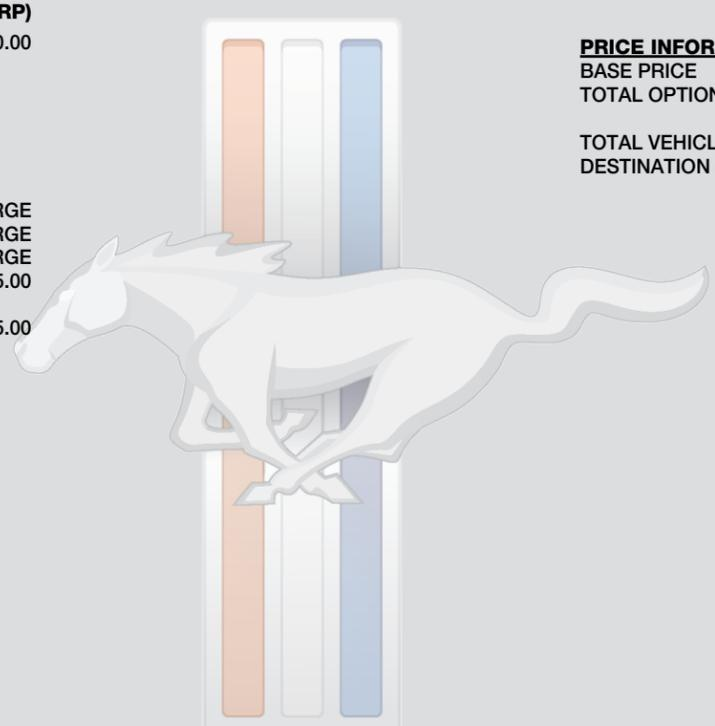 RP)
0.00
RGE
RGE
RGE
5.00
5.00
PRICE INFOR
BASE PRICE
TOTAL OPTION
TOTAL VEHICL
DESTINATION